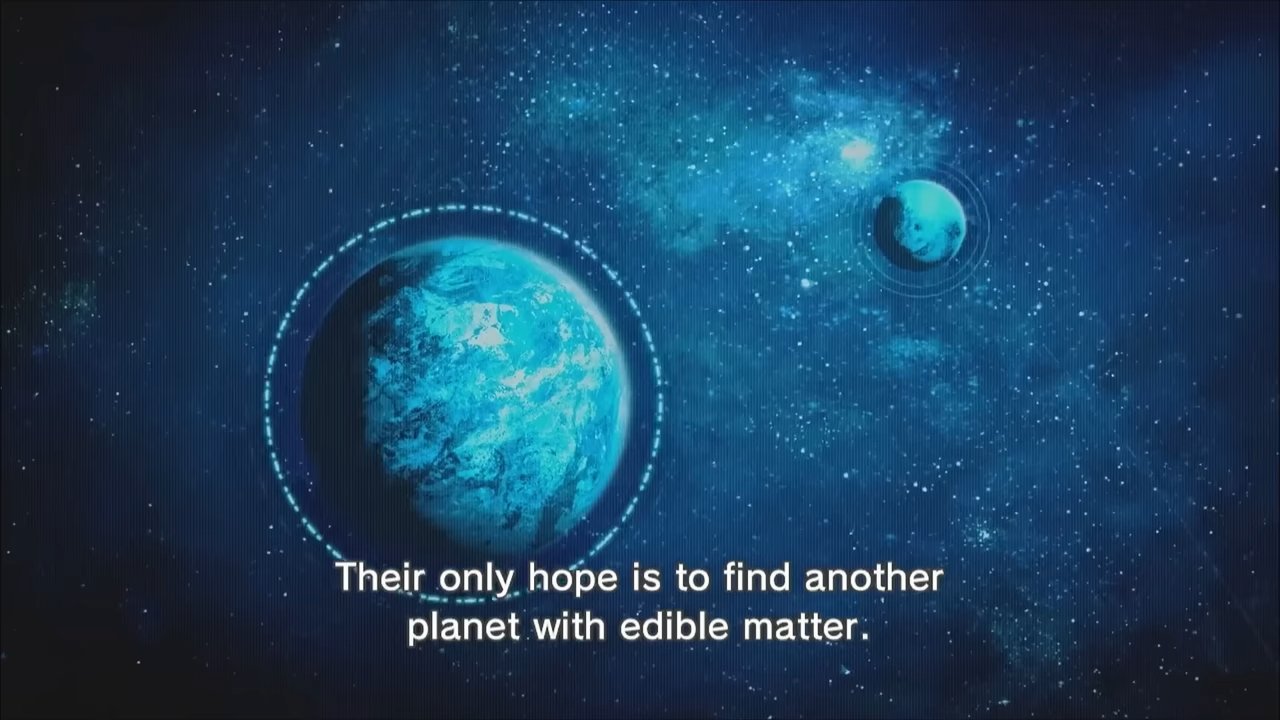 Their only hope is to find another
planet with edible matter.